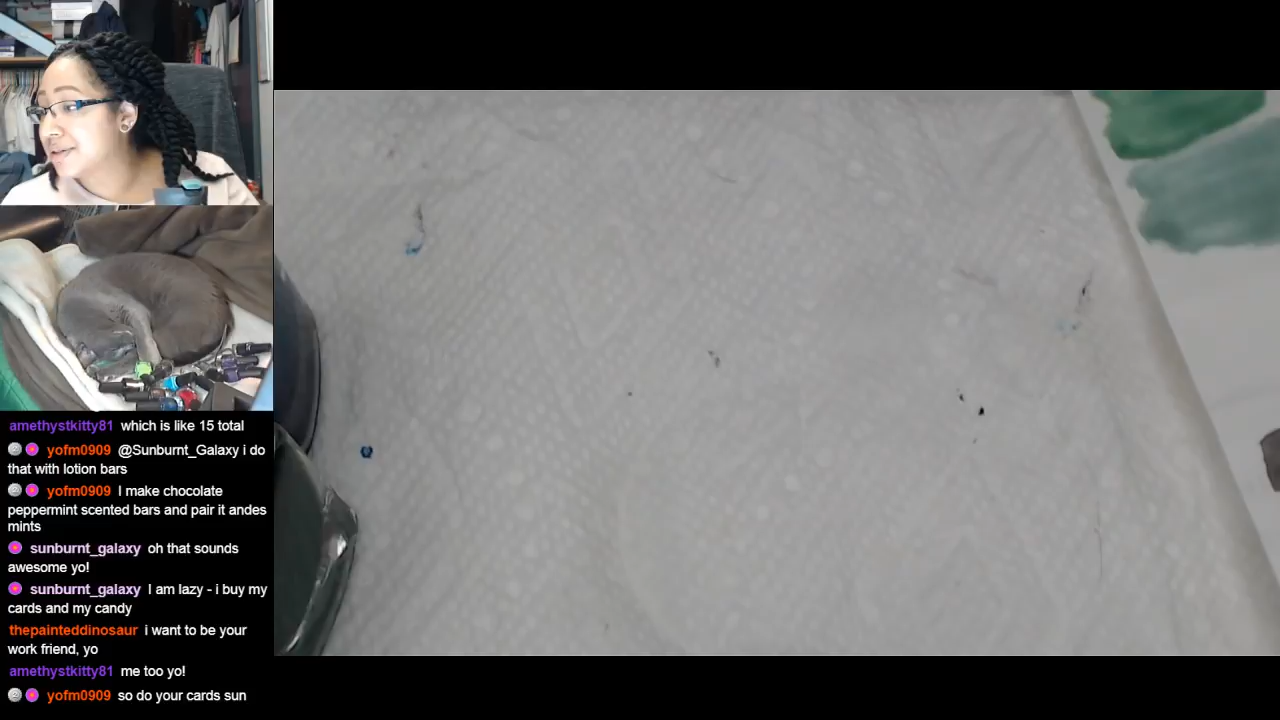 amethystkitty81 which is like 15 total
yofm0909 @Sunburnt_Galaxy i do
that with lotion bars
yofm0909 I make chocolate
peppermint scented bars and pair it andes
mints
sunburnt_galaxy oh that sounds
awesome yo!
sunburnt_galaxy I am lazy - i buy my
cards and my candy
thepainteddinosaur i want to be your
work friend, yo
amethystkitty81 me too yo!
yofm0909 so do your cards sun